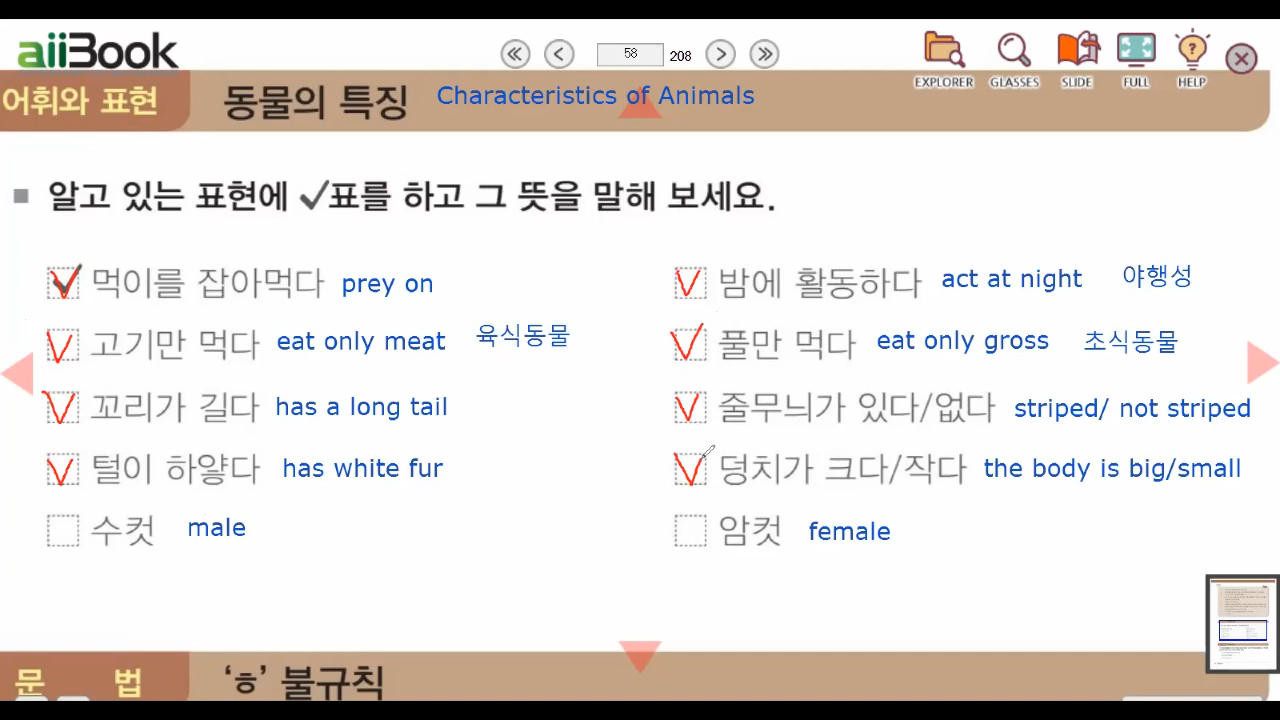 aiiBook
58 208
EXPLORER GLASSES SLIDE FULL HELP
어휘와 표현 동물의 특징 Characteristics of Animals
알고 있는 표현에 ✓표를 하고 그 뜻을 말해 보세요.
먹이를 잡아먹다 prey on
밤에 활동하다 act at night 야행성
고기만 먹다 eat only meat 육식동물
풀만 먹다 eat only gross 초식동물
꼬리가 길다 has a long tail
줄무늬가 있다/없다 striped/ not striped
털이 하얗다 has white fur
덩치가 크다/작다 the body is big/small
수컷 male
암컷 female
문 법 ‘ㅎ’ 불규칙